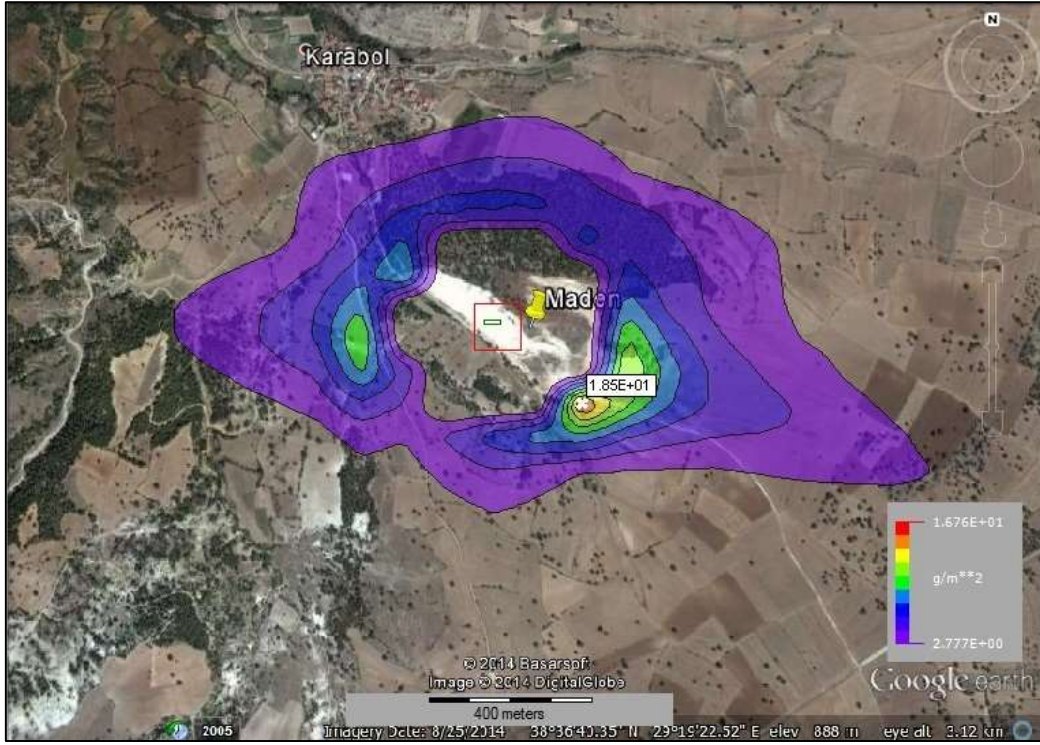 N
Karabol
Maden
1.85E+01
1.676E+01
g/m**2
2.777E+00
© 2014 Basarsoft
Image © 2014 DigitalGlobe
Google earth
400 meters
2005
Imagery Date: 8/25/2014 38°36'40.35" N 29°19'22.52" E elev 888 m eye alt 3.12 km